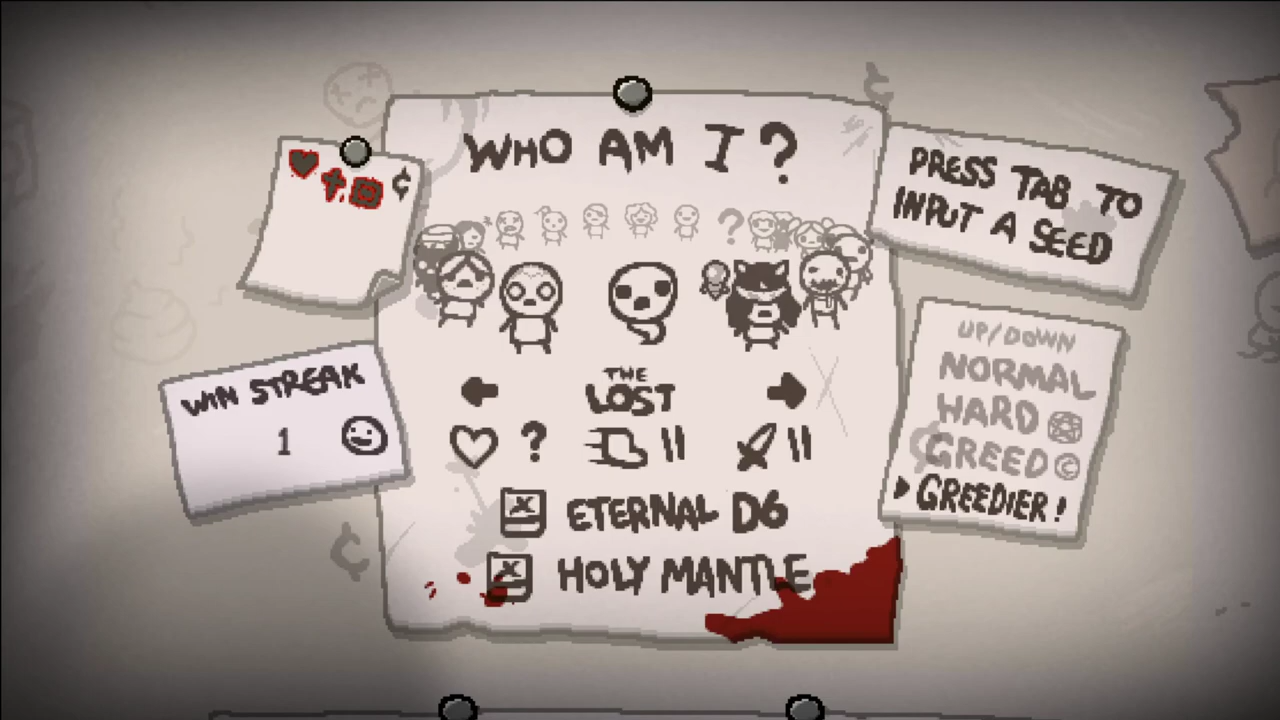 WHO AM I?
PRESS TAB TO
INPUT A SEED
WIN STREAK
1
THE
LOST
?
ETERNAL D6
HOLY MANTLE
UP/DOWN
NORMAL
HARD
GREED
GREEDIER!